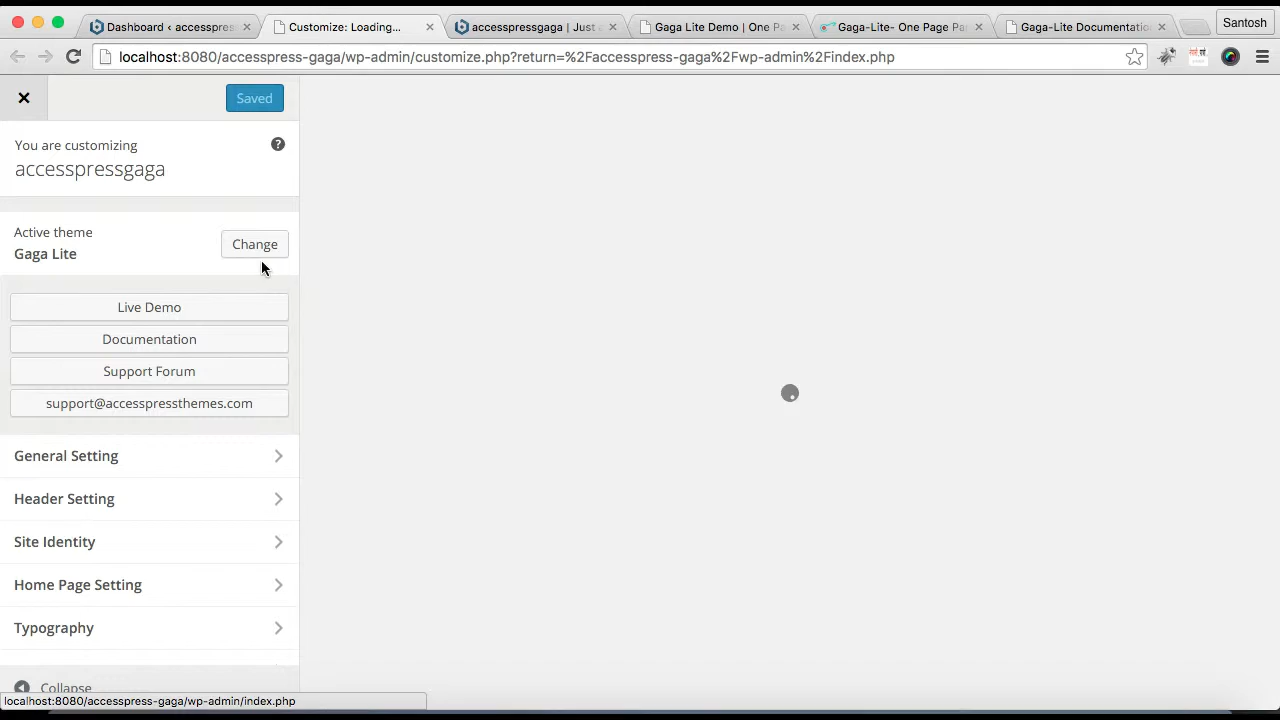 Dashboard ‹ accesspress
Customize: Loading...
accesspressgaga | Just
Gaga Lite Demo | One P
Gaga-Lite- One Page Par
Gaga-Lite Documentatio
Santosh
localhost:8080/accesspress-gaga/wp-admin/customize.php?return=%2Faccesspress-gaga%2Fwp-admin%2Findex.php
Saved
You are customizing
accesspressgaga
Active theme
Gaga Lite
Change
Live Demo
Documentation
Support Forum
support@accesspressthemes.com
General Setting
Header Setting
Site Identity
Home Page Setting
Typography
Collapse
localhost:8080/accesspress-gaga/wp-admin/index.php